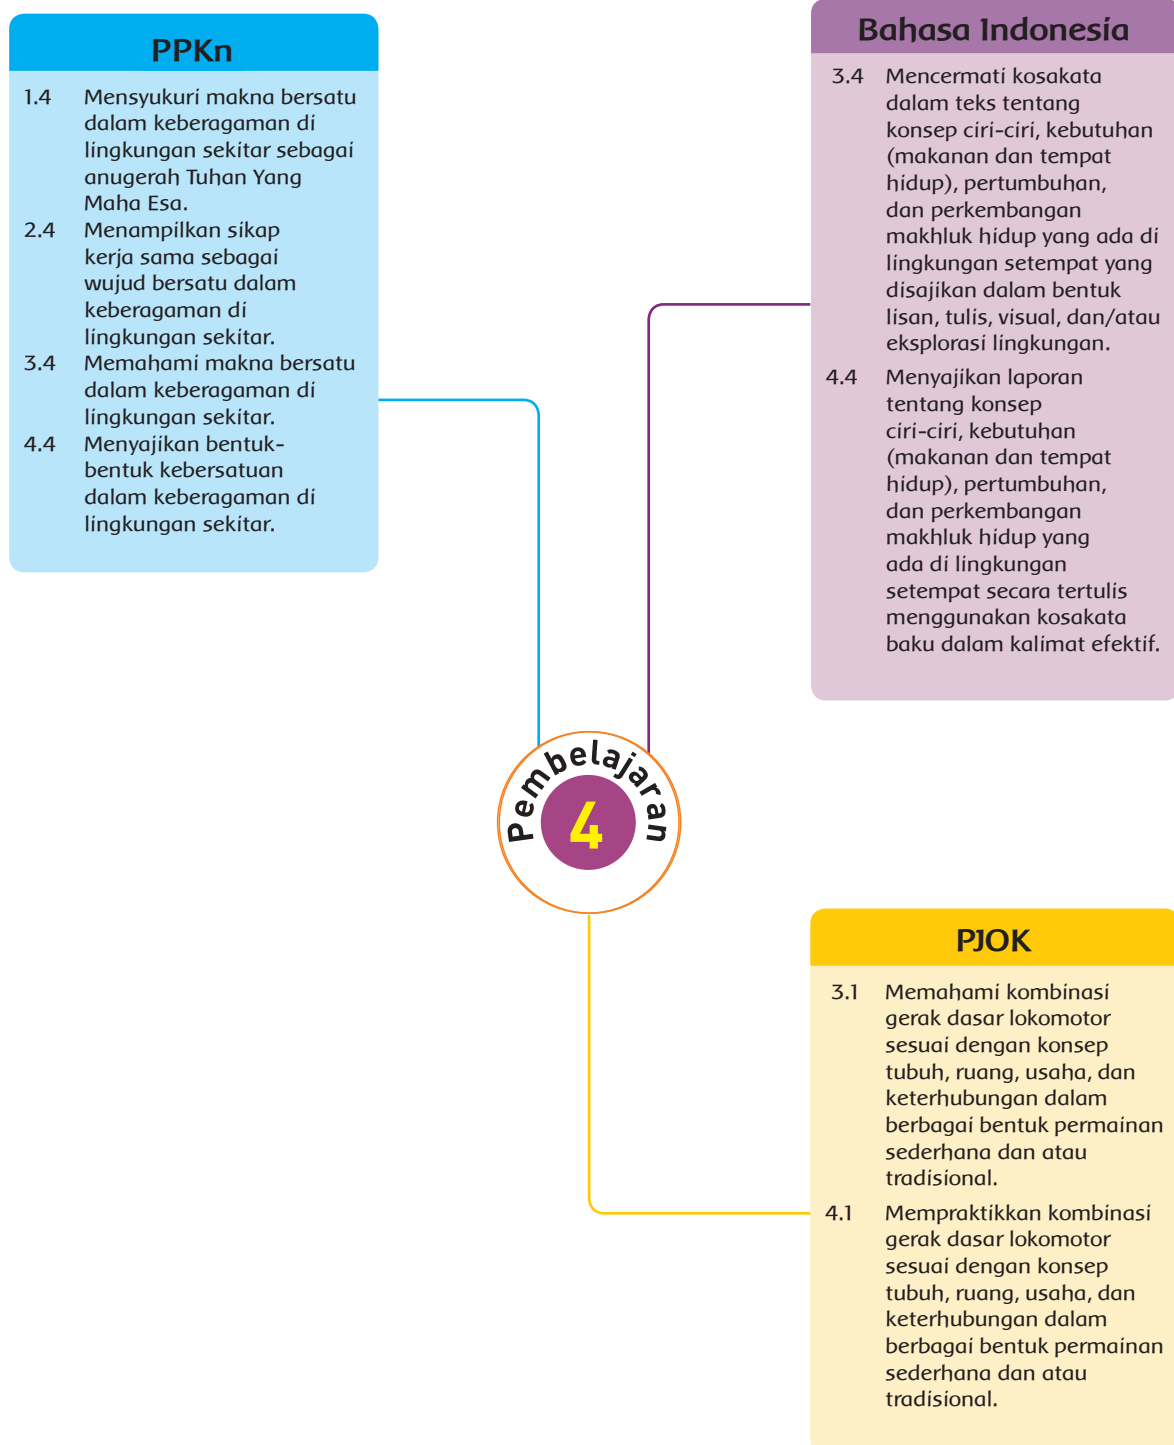 PPKn
1.4 Mensyukuri makna bersatu
dalam keberagaman di
lingkungan sekitar sebagai
anugerah Tuhan Yang
Maha Esa.
2.4 Menampilkan sikap
kerja sama sebagai
wujud bersatu dalam
keberagaman di
lingkungan sekitar.
3.4 Memahami makna bersatu
dalam keberagaman di
lingkungan sekitar.
4.4 Menyajikan bentuk-
bentuk kebersatuan
dalam keberagaman di
lingkungan sekitar.
Bahasa Indonesia
3.4 Mencermati kosakata
dalam teks tentang
konsep ciri-ciri, kebutuhan
(makanan dan tempat
hidup), pertumbuhan,
dan perkembangan
makhluk hidup yang ada di
lingkungan setempat yang
disajikan dalam bentuk
lisan, tulis, visual, dan/atau
eksplorasi lingkungan.
4.4 Menyajikan laporan
tentang konsep
ciri-ciri, kebutuhan
(makanan dan tempat
hidup), pertumbuhan,
dan perkembangan
makhluk hidup yang
ada di lingkungan
setempat secara tertulis
menggunakan kosakata
baku dalam kalimat efektif.
Pembelajaran
4
PJOK
3.1 Memahami kombinasi
gerak dasar lokomotor
sesuai dengan konsep
tubuh, ruang, usaha, dan
keterhubungan dalam
berbagai bentuk permainan
sederhana dan atau
tradisional.
4.1 Mempraktikkan kombinasi
gerak dasar lokomotor
sesuai dengan konsep
tubuh, ruang, usaha, dan
keterhubungan dalam
berbagai bentuk permainan
sederhana dan atau
tradisional.